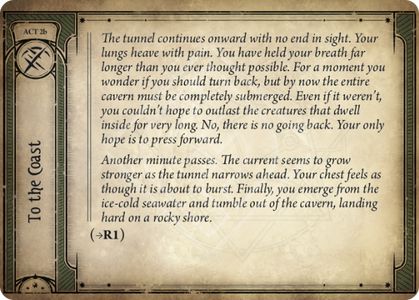 ACT 2b
To the Coast
The tunnel continues onward with no end in sight. Your
lungs heave with pain. You have held your breath far
longer than you ever thought possible. For a moment you
wonder if you should turn back, but by now the entire
cavern must be completely submerged. Even if it weren't,
you couldn't hope to outlast the creatures that dwell
inside for very long. No, there is no going back. Your only
hope is to press forward.
Another minute passes. The current seems to grow
stronger as the tunnel narrows ahead. Your chest feels as
though it is about to burst. Finally, you emerge from the
ice-cold seawater and tumble out of the cavern, landing
hard on a rocky shore.
(→R1)